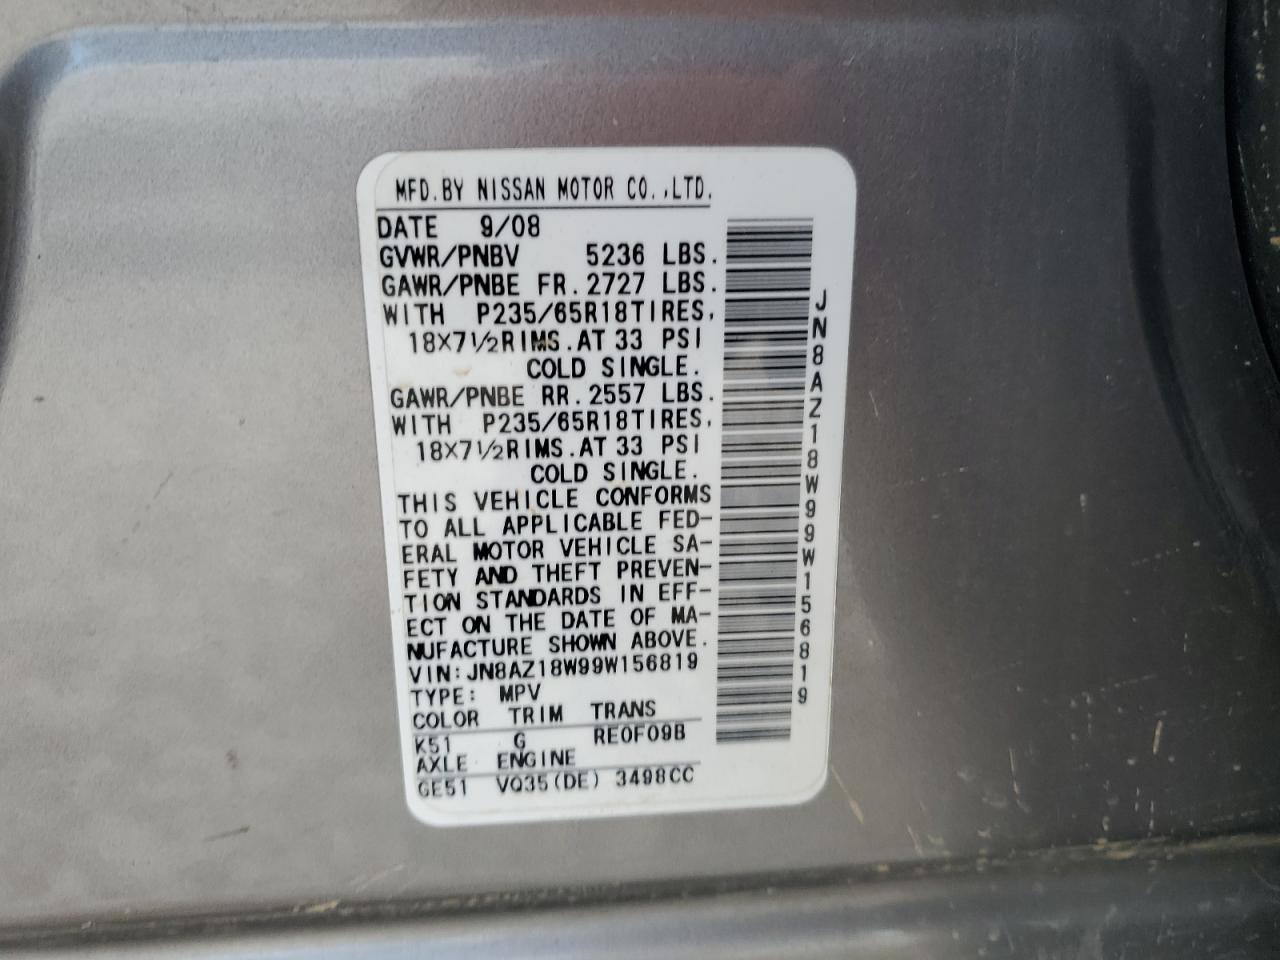 MFD.BY NISSAN MOTOR CO.,LTD.
DATE 9/08
GVWR/PNBV 5236 LBS.
GAWR/PNBE FR.2727 LBS.
WITH P235/65R18TIRES,
18X7½RIMS.AT 33 PSI
COLD SINGLE.
GAWR/PNBE RR.2557 LBS.
WITH P235/65R18TIRES,
18X7½RIMS.AT 33 PSI
COLD SINGLE.
THIS VEHICLE CONFORMS
TO ALL APPLICABLE FED-
ERAL MOTOR VEHICLE SA-
FETY AND THEFT PREVEN-
TION STANDARDS IN EFF-
ECT ON THE DATE OF MA-
NUFACTURE SHOWN ABOVE.
VIN:JN8AZ18W99W156819
TYPE: MPV
COLOR TRIM TRANS
K51 G RE0F09B
AXLE ENGINE
GE51 VQ35(DE) 3498CC
JN8AZ18W99W156819